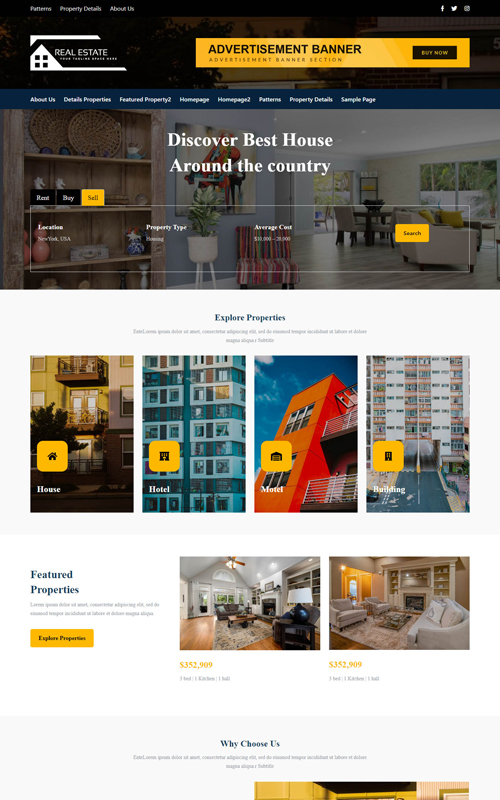 Patterns Property Details About Us
REAL ESTATE
YOUR TAGLINE SPACE HERE
ADVERTISEMENT BANNER
ADVERTISEMENT BANNER SECTION
BUY NOW
About Us Details Properties Featured Property2 Homepage Homepage2 Patterns Property Details Sample Page
Discover Best House
Around the country
Rent Buy Sell
Location Property Type Average Cost
NewYork, USA Housing $10,000 - 20,000
Search
Explore Properties
EamLorem ipsum dolor sit amet, consectetur adipiscing elit, sed do eiusmod tempor incididunt ut labore et dolore
magna aliqua.t Subtitle
House Hotel Motel Building
Featured
Properties
Lorem ipsum dolor sit amet, consectetur adipiscing elit, sed do
eiusmod tempor incididunt ut labore et dolore magna aliqua
Explore Properties
$352,909 $352,909
3 bed | 1 Kitchen | 1 hall 3 bed | 1 Kitchen | 1 hall
Why Choose Us
EamLorem ipsum dolor sit amet, consectetur adipiscing elit, sed do eiusmod tempor incididunt ut labore et dolore
magna aliqua.t Subtitle